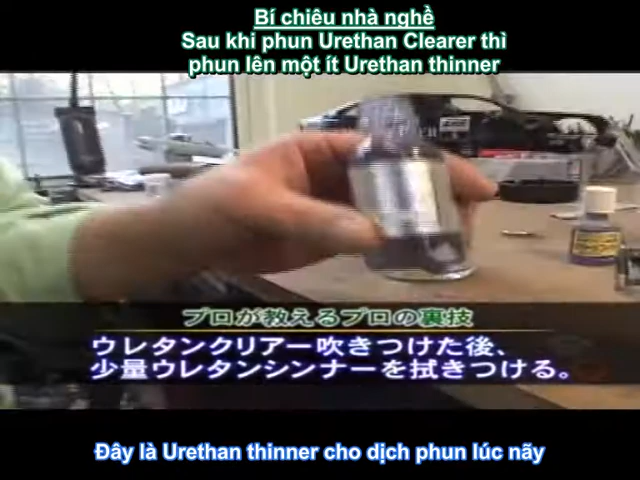 Bí chiêu nhà nghề
Sau khi phun Urethan Clearer thì
phun lên một ít Urethan thinner
プロが教えるプロの裏技
ウレタンクリアー吹きつけた後、
少量ウレタンシンナーを拭きつける。
Đây là Urethan thinner cho dịch phun lúc nãy